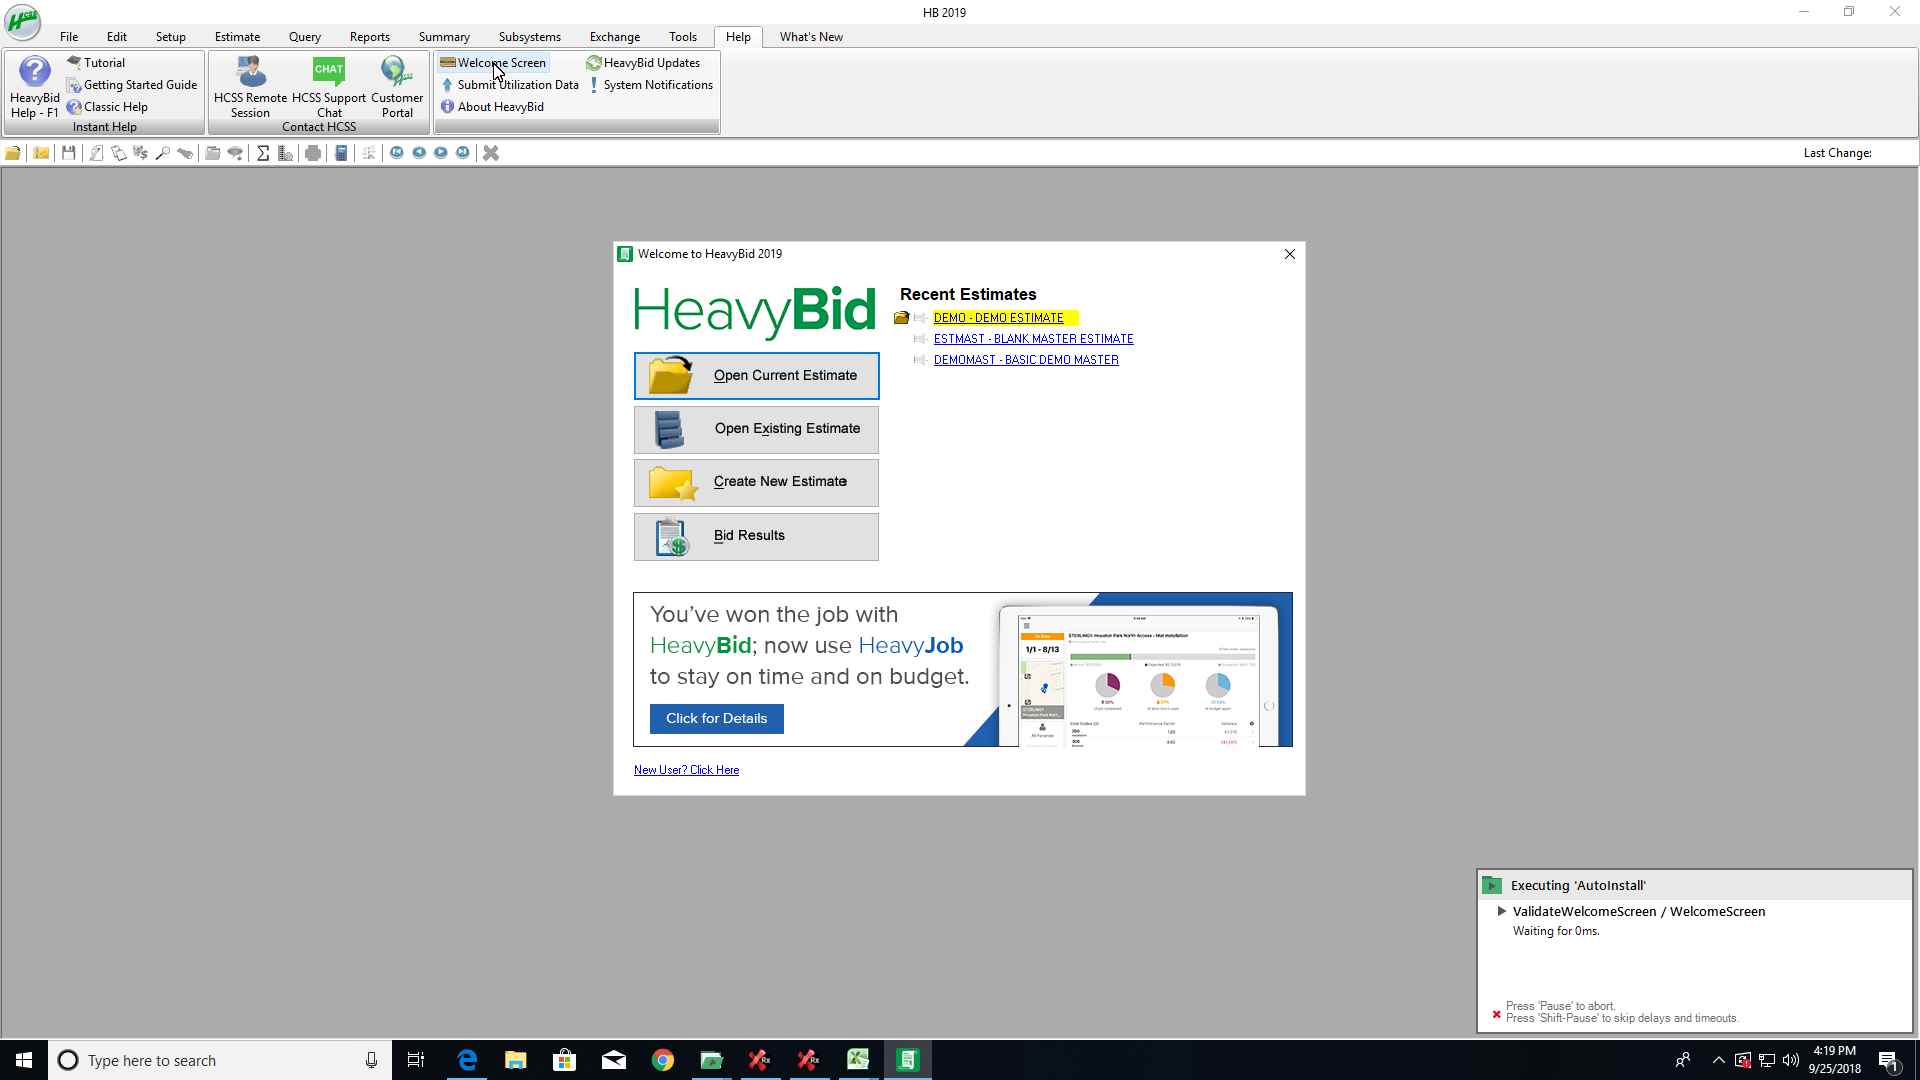 HB 2019
File Edit Setup Estimate Query Reports Summary Subsystems Exchange Tools Help What's New
HeavyBid Help - F1
Tutorial
Getting Started Guide
Classic Help
Instant Help
HCSS Remote Session
CHAT
HCSS Support Chat
Customer Portal
Contact HCSS
Welcome Screen
Submit Utilization Data
About HeavyBid
HeavyBid Updates
System Notifications
Last Change:
Welcome to HeavyBid 2019
HeavyBid
Open Current Estimate
Open Existing Estimate
Create New Estimate
Bid Results
Recent Estimates
DEMO - DEMO ESTIMATE
ESTMAST - BLANK MASTER ESTIMATE
DEMOMAST - BASIC DEMO MASTER
You've won the job with
HeavyBid; now use HeavyJob
to stay on time and on budget.
Click for Details
1/1 - 8/13
New User? Click Here
Executing 'AutoInstall'
ValidateWelcomeScreen / WelcomeScreen
Waiting for 0ms.
Press 'Pause' to abort.
Press 'Shift-Pause' to skip delays and timeouts.
Type here to search
4:19 PM
9/25/2018
1